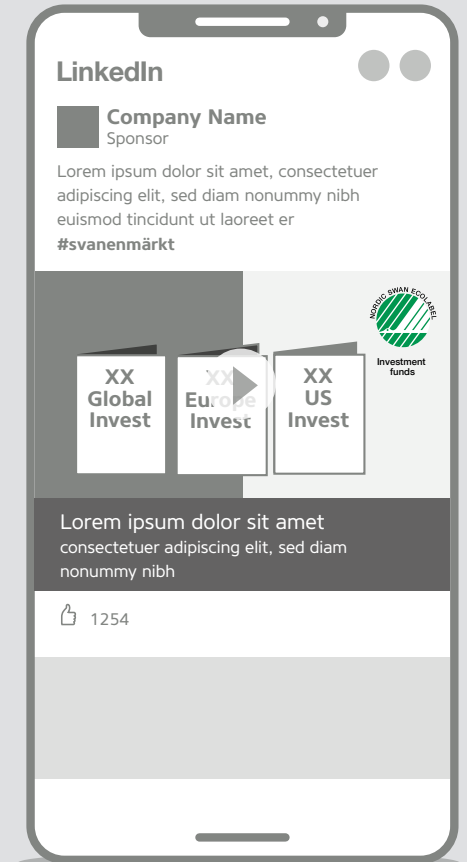 LinkedIn
Company Name
Sponsor
Lorem ipsum dolor sit amet, consectetuer
adipiscing elit, sed diam nonummy nibh
euismod tincidunt ut laoreet er
#svanenmärkt
NORDIC SWAN ECOLABEL
Investment
funds
XX
Global
Invest
XX
Europe
Invest
XX
US
Invest
Lorem ipsum dolor sit amet
consectetuer adipiscing elit, sed diam
nonummy nibh
1254